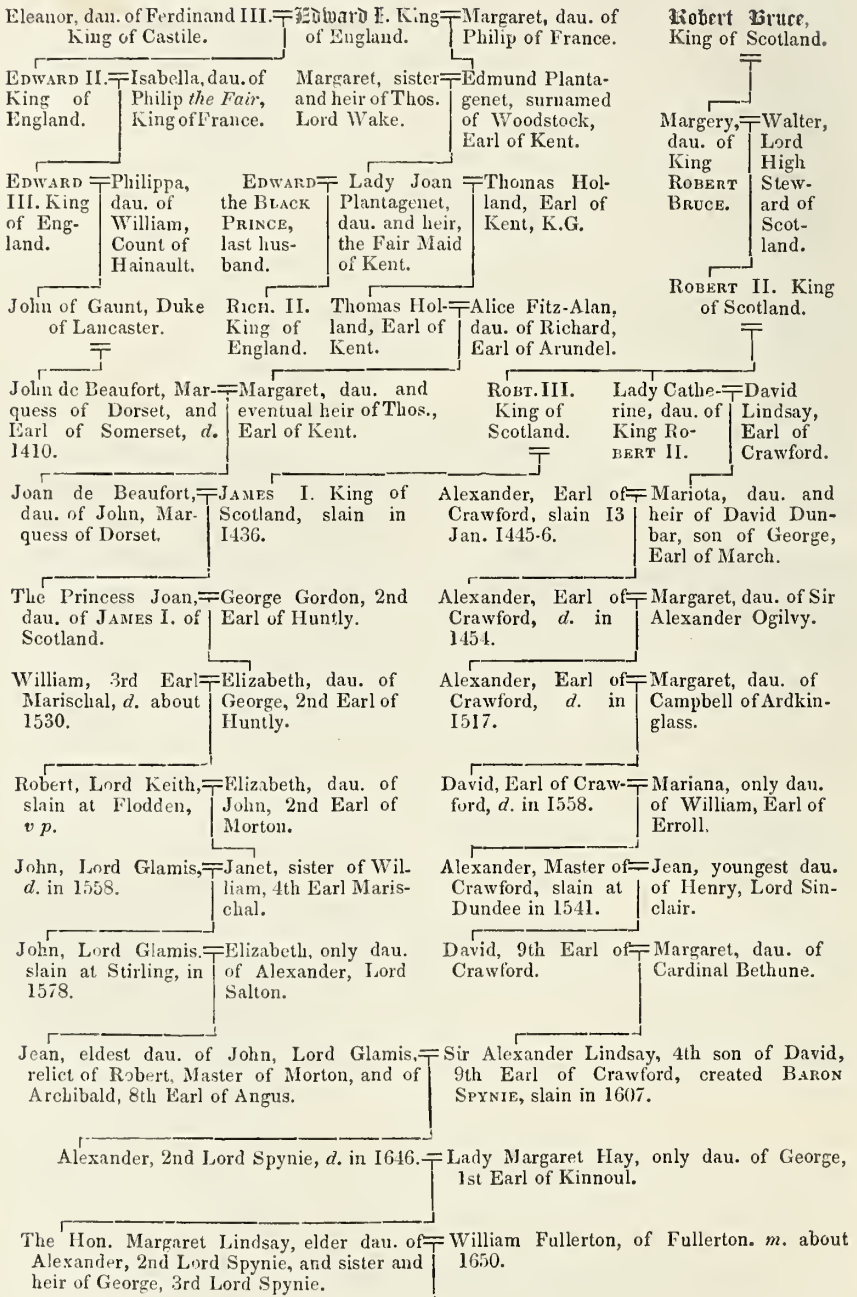 Eleanor, dau. of Ferdinand III.
King of Castile.
Edward I. King
of England.
Margaret, dau. of
Philip of France.
Robert Bruce,
King of Scotland.
EDWARD II.
King of
England.
Isabella, dau. of
Philip the Fair,
King of France.
Margaret, sister
and heir of Thos.
Lord Wake.
Edmund Planta-
genet, surnamed
of Woodstock,
Earl of Kent.
Margery,
dau. of
King
ROBERT
BRUCE.
Walter,
Lord
High
Stew-
ard of
Scot-
land.
EDWARD
III. King
of Eng-
land.
Philippa,
dau. of
William,
Count of
Hainault.
EDWARD
the BLACK
PRINCE,
last hus-
band.
Lady Joan
Plantagenet,
dau. and heir,
the Fair Maid
of Kent.
Thomas Hol-
land, Earl of
Kent, K.G.
ROBERT II. King
of Scotland.
John of Gaunt, Duke
of Lancaster.
RICH. II.
King of
England.
Thomas Hol-
land, Earl of
Kent.
Alice Fitz-Alan,
dau. of Richard,
Earl of Arundel.
John de Beaufort, Mar-
quess of Dorset, and
Earl of Somerset, d.
1410.
Margaret, dau. and
eventual heir of Thos.,
Earl of Kent.
ROBT. III.
King of
Scotland.
Lady Cathe-
rine, dau. of
King Ro-
BERT II.
David
Lindsay,
Earl of
Crawford.
Joan de Beaufort,
dau. of John, Mar-
quess of Dorset.
JAMES I. King of
Scotland, slain in
1436.
Alexander, Earl of
Crawford, slain 13
Jan. 1445-6.
Mariota, dau. and
heir of David Dun-
bar, son of George,
Earl of March.
The Princess Joan,
dau. of JAMES I. of
Scotland.
George Gordon, 2nd
Earl of Huntly.
Alexander, Earl of
Crawford, d. in
1454.
Margaret, dau. of Sir
Alexander Ogilvy.
William, 3rd Earl
Marischal, d. about
1530.
Elizabeth, dau. of
George, 2nd Earl of
Huntly.
Alexander, Earl of
Crawford, d. in
1517.
Margaret, dau. of
Campbell of Ardkin-
glass.
Robert, Lord Keith,
slain at Flodden,
v p.
Elizabeth, dau. of
John, 2nd Earl of
Morton.
David, Earl of Craw-
ford, d. in 1558.
Mariana, only dau.
of William, Earl of
Erroll.
John, Lord Glamis,
d. in 1558.
Janet, sister of Wil-
liam, 4th Earl Maris-
chal.
Alexander, Master of
Crawford, slain at
Dundee in 1541.
Jean, youngest dau.
of Henry, Lord Sin-
clair.
John, Lord Glamis.
slain at Stirling, in
1578.
Elizabeth, only dau.
of Alexander, Lord
Salton.
David, 9th Earl of
Crawford.
Margaret, dau. of
Cardinal Bethune.
Jean, eldest dau. of John, Lord Glamis,
relict of Robert, Master of Morton, and of
Archibald, 8th Earl of Angus.
Sir Alexander Lindsay, 4th son of David,
9th Earl of Crawford, created BARON
SPYNIE, slain in 1607.
Alexander, 2nd Lord Spynie, d. in 1646.
Lady Margaret Hay, only dau. of George,
1st Earl of Kinnoul.
The Hon. Margaret Lindsay, elder dau. of
Alexander, 2nd Lord Spynie, and sister and
heir of George, 3rd Lord Spynie.
William Fullerton, of Fullerton. m. about
1650.